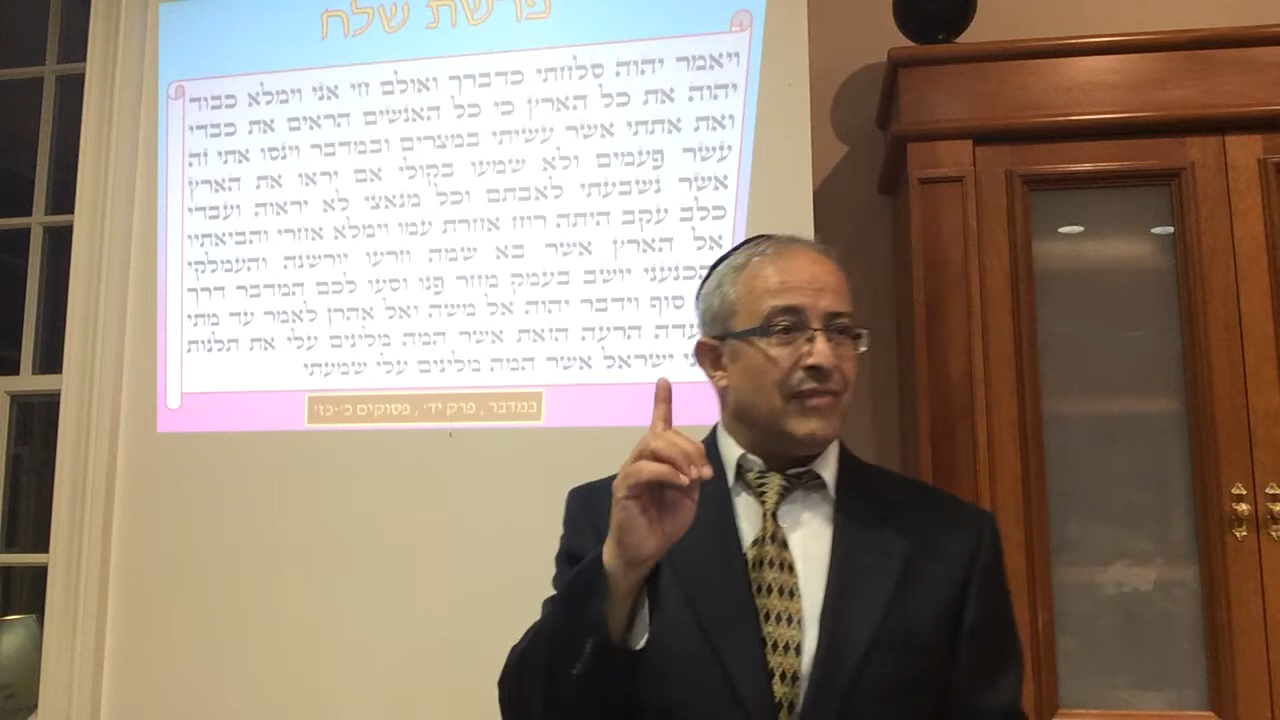 פרשת שלח
ויאמר יהוה סלחתי כדברך ואולם חי אני וימלא כבוד
יהוה את כל הארץ כי כל האנשים הראים את כבדי
ואת אתתי אשר עשיתי במצרים ובמדבר וינסו אתי זה
עשר פעמים ולא שמעו בקולי אם יראו את הארץ
אשר נשבעתי לאבתם וכל מנאצי לא יראוה ועבדי
כלב עקב היתה רוח אחרת עמו וימלא אחרי והביאתיו
אל הארץ אשר בא שמה וזרעו יורשנה והעמלקי
והכנעני יושב בעמק מחר פנו וסעו לכם המדבר דרך
סוף וידבר יהוה אל משה ואל אהרן לאמר עד מתי
עדה הרעה הזאת אשר המה מלינים עלי את תלנות
ישראל אשר המה מלינים עלי שמעתי
במדבר , פרק יד' , פסוקים כ'-כז'